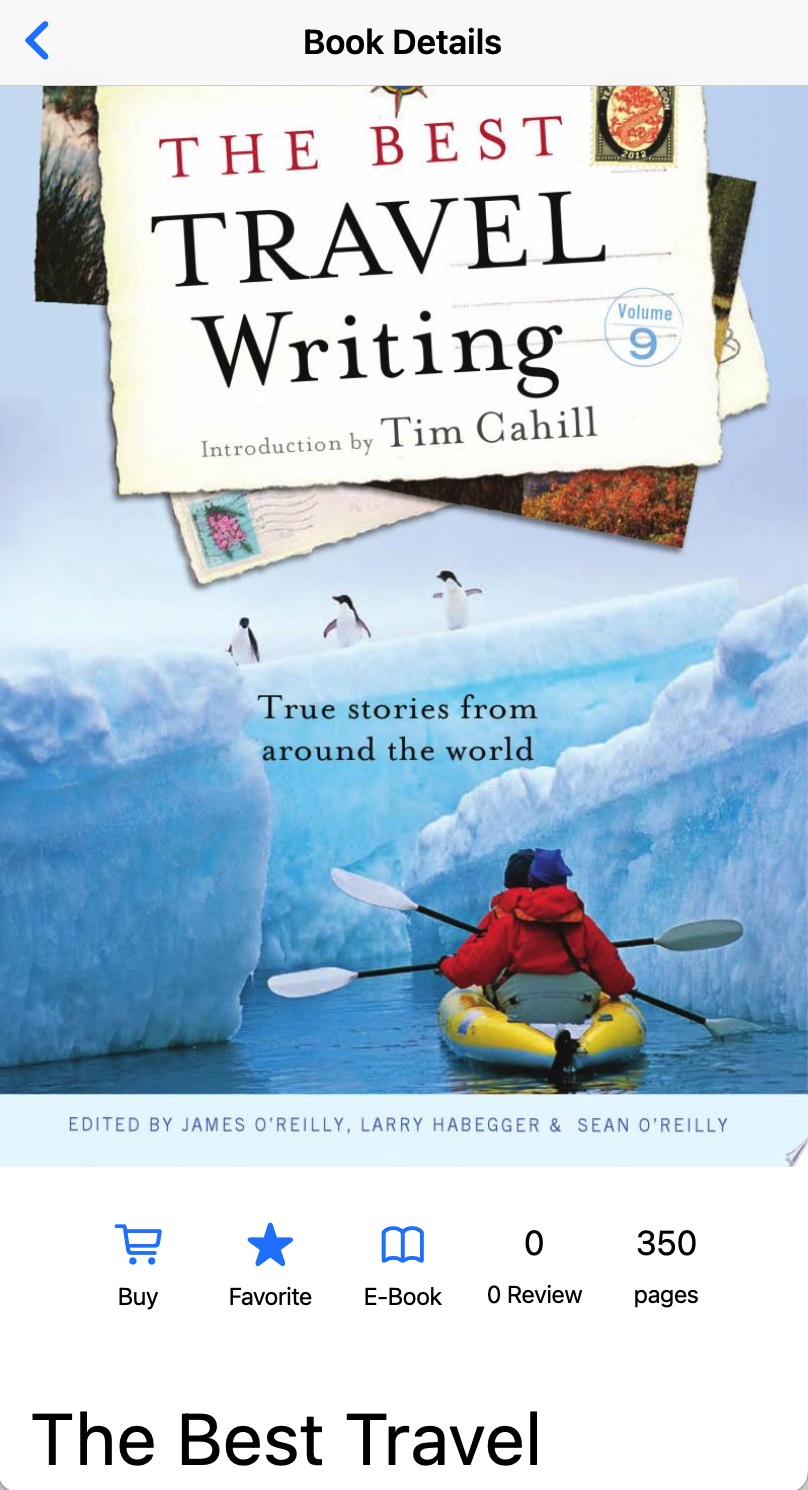 Book Details
THE BEST
TRAVEL
Writing
2012
Volume
9
Introduction by Tim Cahill
True stories from
around the world
EDITED BY JAMES O'REILLY, LARRY HABEGGER & SEAN O'REILLY
0
350
Buy
Favorite
E-Book
0 Review
pages
The Best Travel